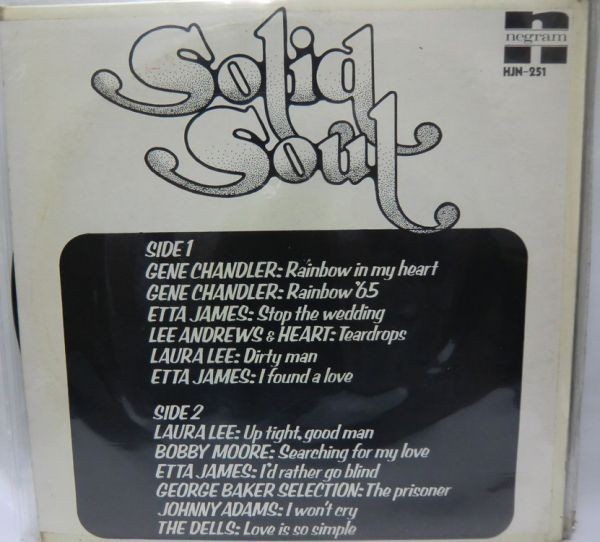 Solid
Soul
negram
HJN-251
SIDE 1
GENE CHANDLER: Rainbow in my heart
GENE CHANDLER: Rainbow '65
ETTA JAMES: Stop the wedding
LEE ANDREWS & HEART: Teardrops
LAURA LEE: Dirty man
ETTA JAMES: I found a love
SIDE 2
LAURA LEE: Up tight, good man
BOBBY MOORE: Searching for my love
ETTA JAMES: I'd rather go blind
GEORGE BAKER SELECTION: The prisoner
JOHNNY ADAMS: I won't cry
THE DELLS: Love is so simple